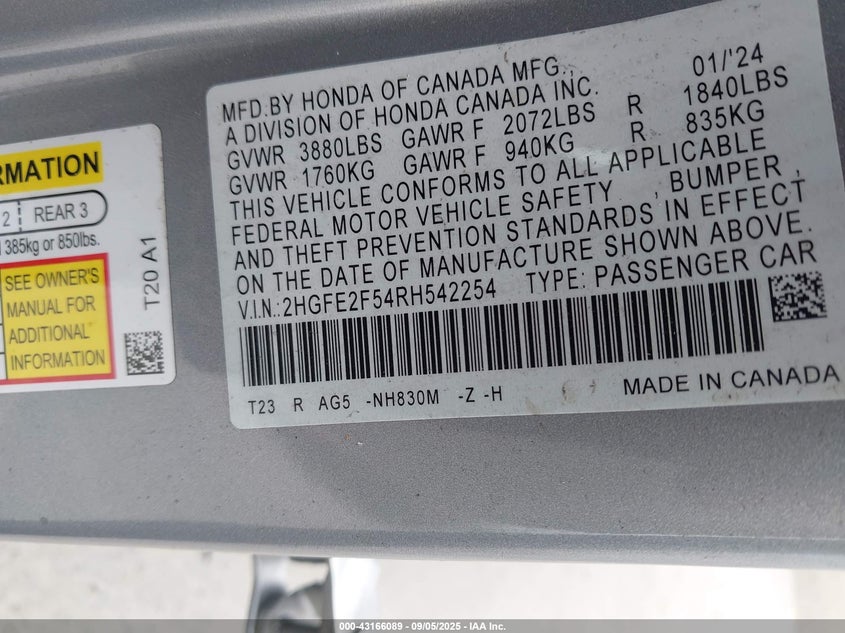 RMATION
2 REAR 3
385kg or 850lbs.
SEE OWNER'S
MANUAL FOR
ADDITIONAL
INFORMATION
T20 A1
MFD.BY HONDA OF CANADA MFG., 01/'24
A DIVISION OF HONDA CANADA INC.
GVWR 3880LBS GAWR F 2072LBS R 1840LBS
GVWR 1760KG GAWR F 940KG R 835KG
THIS VEHICLE CONFORMS TO ALL APPLICABLE
FEDERAL MOTOR VEHICLE SAFETY , BUMPER,
AND THEFT PREVENTION STANDARDS IN EFFECT
ON THE DATE OF MANUFACTURE SHOWN ABOVE.
V.I.N.:2HGFE2F54RH542254 TYPE: PASSENGER CAR
T23 R AG5 -NH830M -Z -H MADE IN CANADA
000-43166089 - 09/05/2025 - IAA Inc.